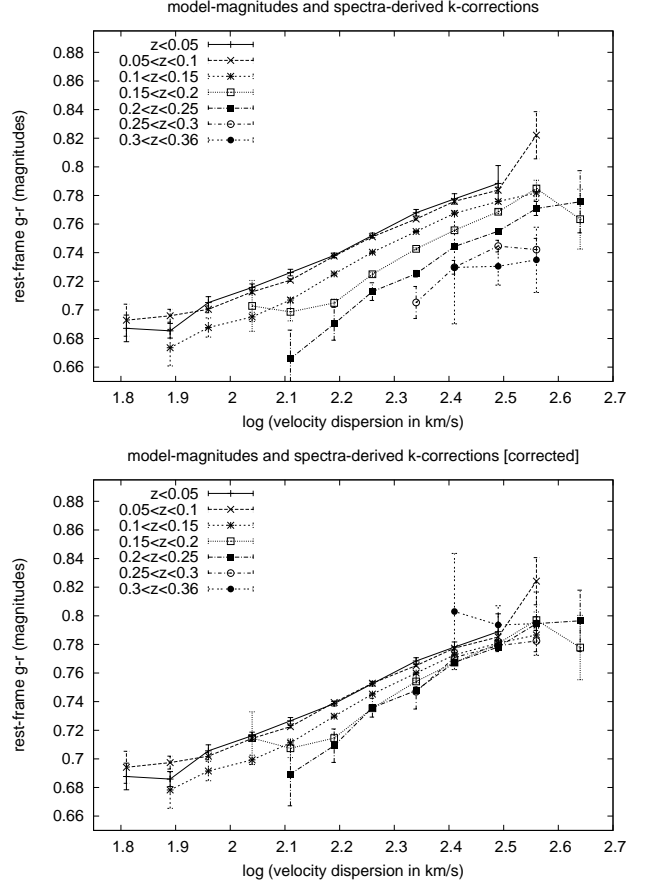 model-magnitudes and spectra-derived k-corrections
rest-frame g-r (magnitudes)
0.88
0.86
0.84
0.82
0.8
0.78
0.76
0.74
0.72
0.7
0.68
0.66
z<0.05
0.05<z<0.1
0.1<z<0.15
0.15<z<0.2
0.2<z<0.25
0.25<z<0.3
0.3<z<0.36
1.8 1.9 2 2.1 2.2 2.3 2.4 2.5 2.6 2.7
log (velocity dispersion in km/s)
model-magnitudes and spectra-derived k-corrections [corrected]
rest-frame g-r (magnitudes)
0.88
0.86
0.84
0.82
0.8
0.78
0.76
0.74
0.72
0.7
0.68
0.66
z<0.05
0.05<z<0.1
0.1<z<0.15
0.15<z<0.2
0.2<z<0.25
0.25<z<0.3
0.3<z<0.36
1.8 1.9 2 2.1 2.2 2.3 2.4 2.5 2.6 2.7
log (velocity dispersion in km/s)